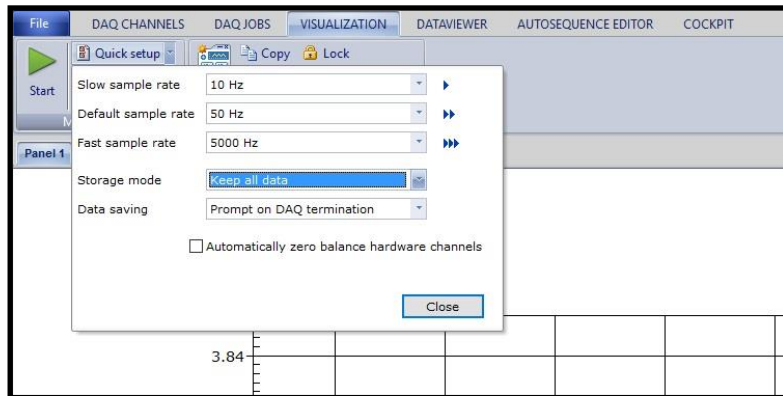 File DAQ CHANNELS DAQ JOBS VISUALIZATION DATAVIEWER AUTOSEQUENCE EDITOR COCKPIT
Start
Quick setup Copy Lock
Slow sample rate 10 Hz
Default sample rate 50 Hz
Fast sample rate 5000 Hz
Panel 1
Storage mode Keep all data
Data saving Prompt on DAQ termination
Automatically zero balance hardware channels
Close
3.84